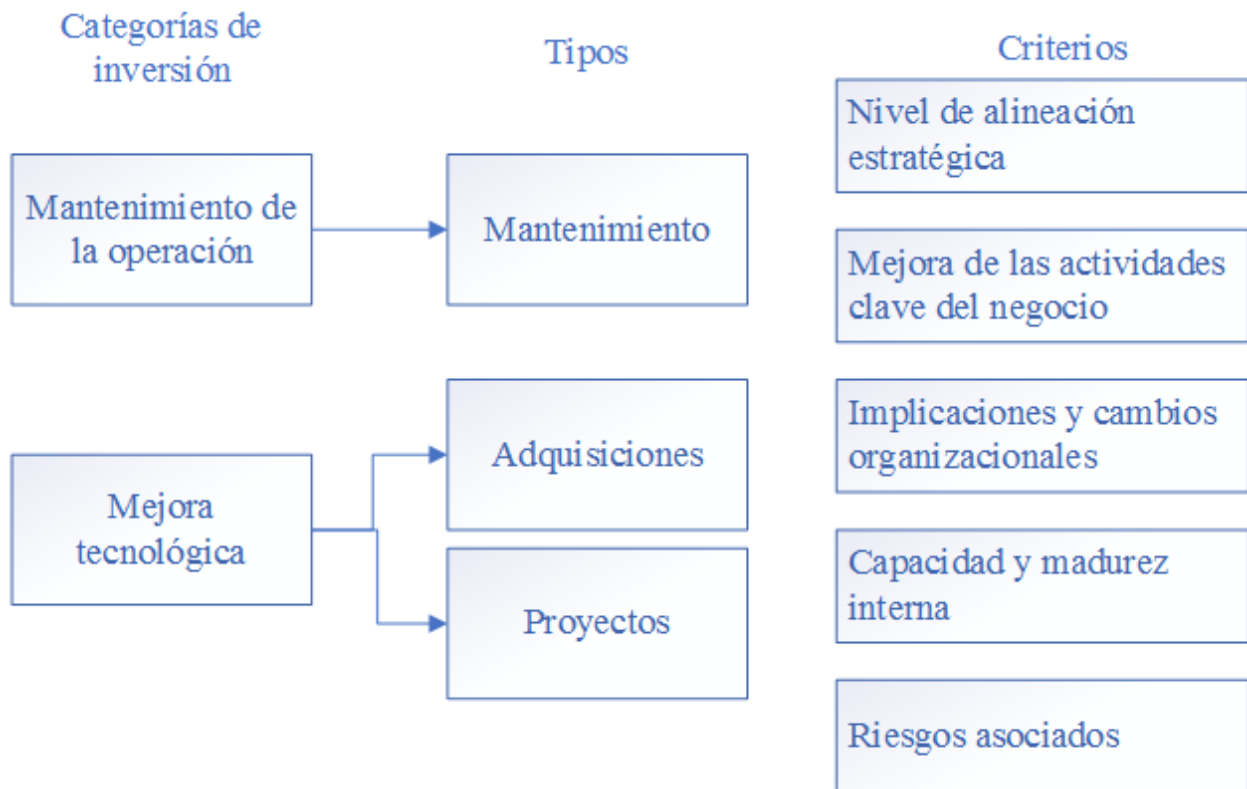 Categorías de
inversión
Tipos
Criterios
Mantenimiento de
la operación
Mantenimiento
Mejora
tecnológica
Adquisiciones
Proyectos
Nivel de alineación
estratégica
Mejora de las actividades
clave del negocio
Implicaciones y cambios
organizacionales
Capacidad y madurez
interna
Riesgos asociados